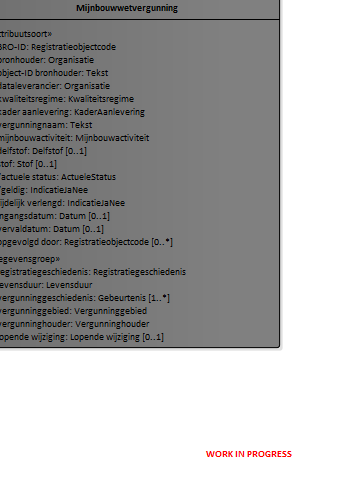 Mijnbouwwetvergunning
ttribuutsoort»
BRO-ID: Registratieobjectcode
bronhouder: Organisatie
object-ID bronhouder: Tekst
dataleverancier: Organisatie
kwaliteitsregime: Kwaliteitsregime
kader aanlevering: KaderAanlevering
vergunningnaam: Tekst
mijnbouwactiviteit: Mijnbouwactiviteit
delfstof: Delfstof [0..1]
stof: Stof [0..1]
/actuele status: ActueleStatus
/geldig: IndicatieJaNee
tijdelijk verlengd: IndicatieJaNee
ingangsdatum: Datum [0..1]
vervaldatum: Datum [0..1]
opgevolgd door: Registratieobjectcode [0..*]
egevensgroep»
registratiegeschiedenis: Registratiegeschiedenis
levensduur: Levensduur
vergunninggeschiedenis: Gebeurtenis [1..*]
vergunninggebied: Vergunninggebied
vergunninghouder: Vergunninghouder
lopende wijziging: Lopende wijziging [0..1]
WORK IN PROGRESS